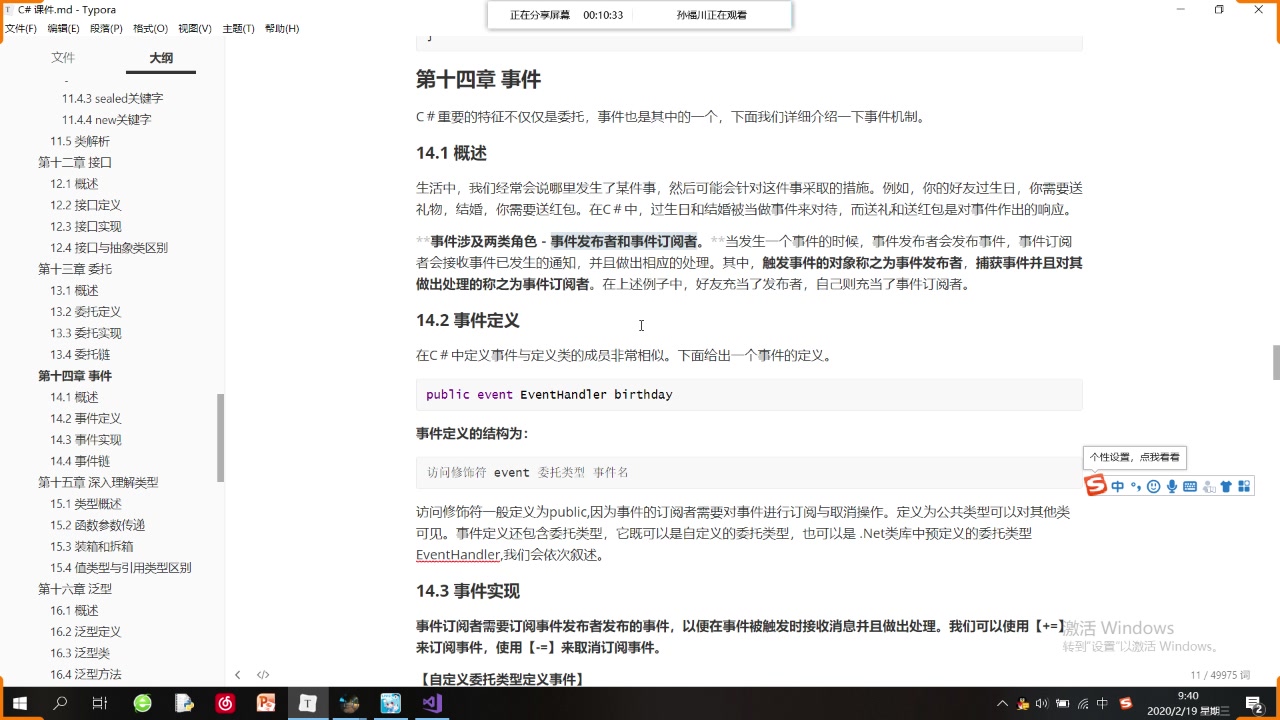 C# 课件.md - Typora
正在分享屏幕 00:10:33 孙福川正在观看
文件(F) 编辑(E) 段落(P) 格式(O) 视图(V) 主题(T) 帮助(H)
文件 大纲
11.4.3 sealed关键字
11.4.4 new关键字
11.5 类解析
第十二章 接口
12.1 概述
12.2 接口定义
12.3 接口实现
12.4 接口与抽象类区别
第十三章 委托
13.1 概述
13.2 委托定义
13.3 委托实现
13.4 委托链
第十四章 事件
14.1 概述
14.2 事件定义
14.3 事件实现
14.4 事件链
第十五章 深入理解类型
15.1 类型概述
15.2 函数参数传递
15.3 装箱和拆箱
15.4 值类型与引用类型区别
第十六章 泛型
16.1 概述
16.2 泛型定义
16.3 泛型类
16.4 泛型方法
}
第十四章 事件
C＃重要的特征不仅仅是委托，事件也是其中的一个，下面我们详细介绍一下事件机制。
14.1 概述
生活中，我们经常会说哪里发生了某件事，然后可能会针对这件事采取的措施。例如，你的好友过生日，你需要送
礼物，结婚，你需要送红包。在C＃中，过生日和结婚被当做事件来对待，而送礼和送红包是对事件作出的响应。
**事件涉及两类角色 - 事件发布者和事件订阅者。**当发生一个事件的时候，事件发布者会发布事件，事件订阅
者会接收事件已发生的通知，并且做出相应的处理。其中，触发事件的对象称之为事件发布者，捕获事件并且对其
做出处理的称之为事件订阅者。在上述例子中，好友充当了发布者，自己则充当了事件订阅者。
14.2 事件定义
在C＃中定义事件与定义类的成员非常相似。下面给出一个事件的定义。
public event EventHandler birthday
事件定义的结构为：
访问修饰符 event 委托类型 事件名
访问修饰符一般定义为public,因为事件的订阅者需要对事件进行订阅与取消操作。定义为公共类型可以对其他类
可见。事件定义还包含委托类型，它既可以是自定义的委托类型，也可以是 .Net类库中预定义的委托类型
EventHandler,我们会依次叙述。
14.3 事件实现
事件订阅者需要订阅事件发布者发布的事件，以便在事件被触发时接收消息并且做出处理。我们可以使用【+=】
来订阅事件，使用【-=】来取消订阅事件。
【自定义委托类型定义事件】
个性设置，点我看看
中
激活 Windows
转到"设置"以激活 Windows。
11 / 49975 词
中
9:40
2020/2/19 星期三
2